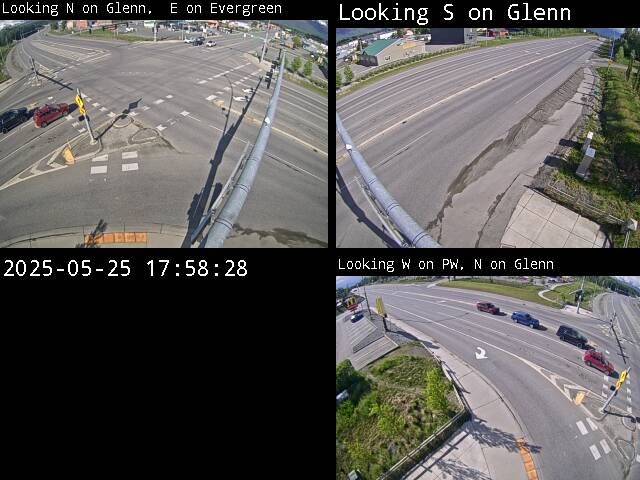 Looking N on Glenn,  E on Evergreen
Looking S on Glenn
2025-05-25 17:58:28
Looking W on PW, N on Glenn